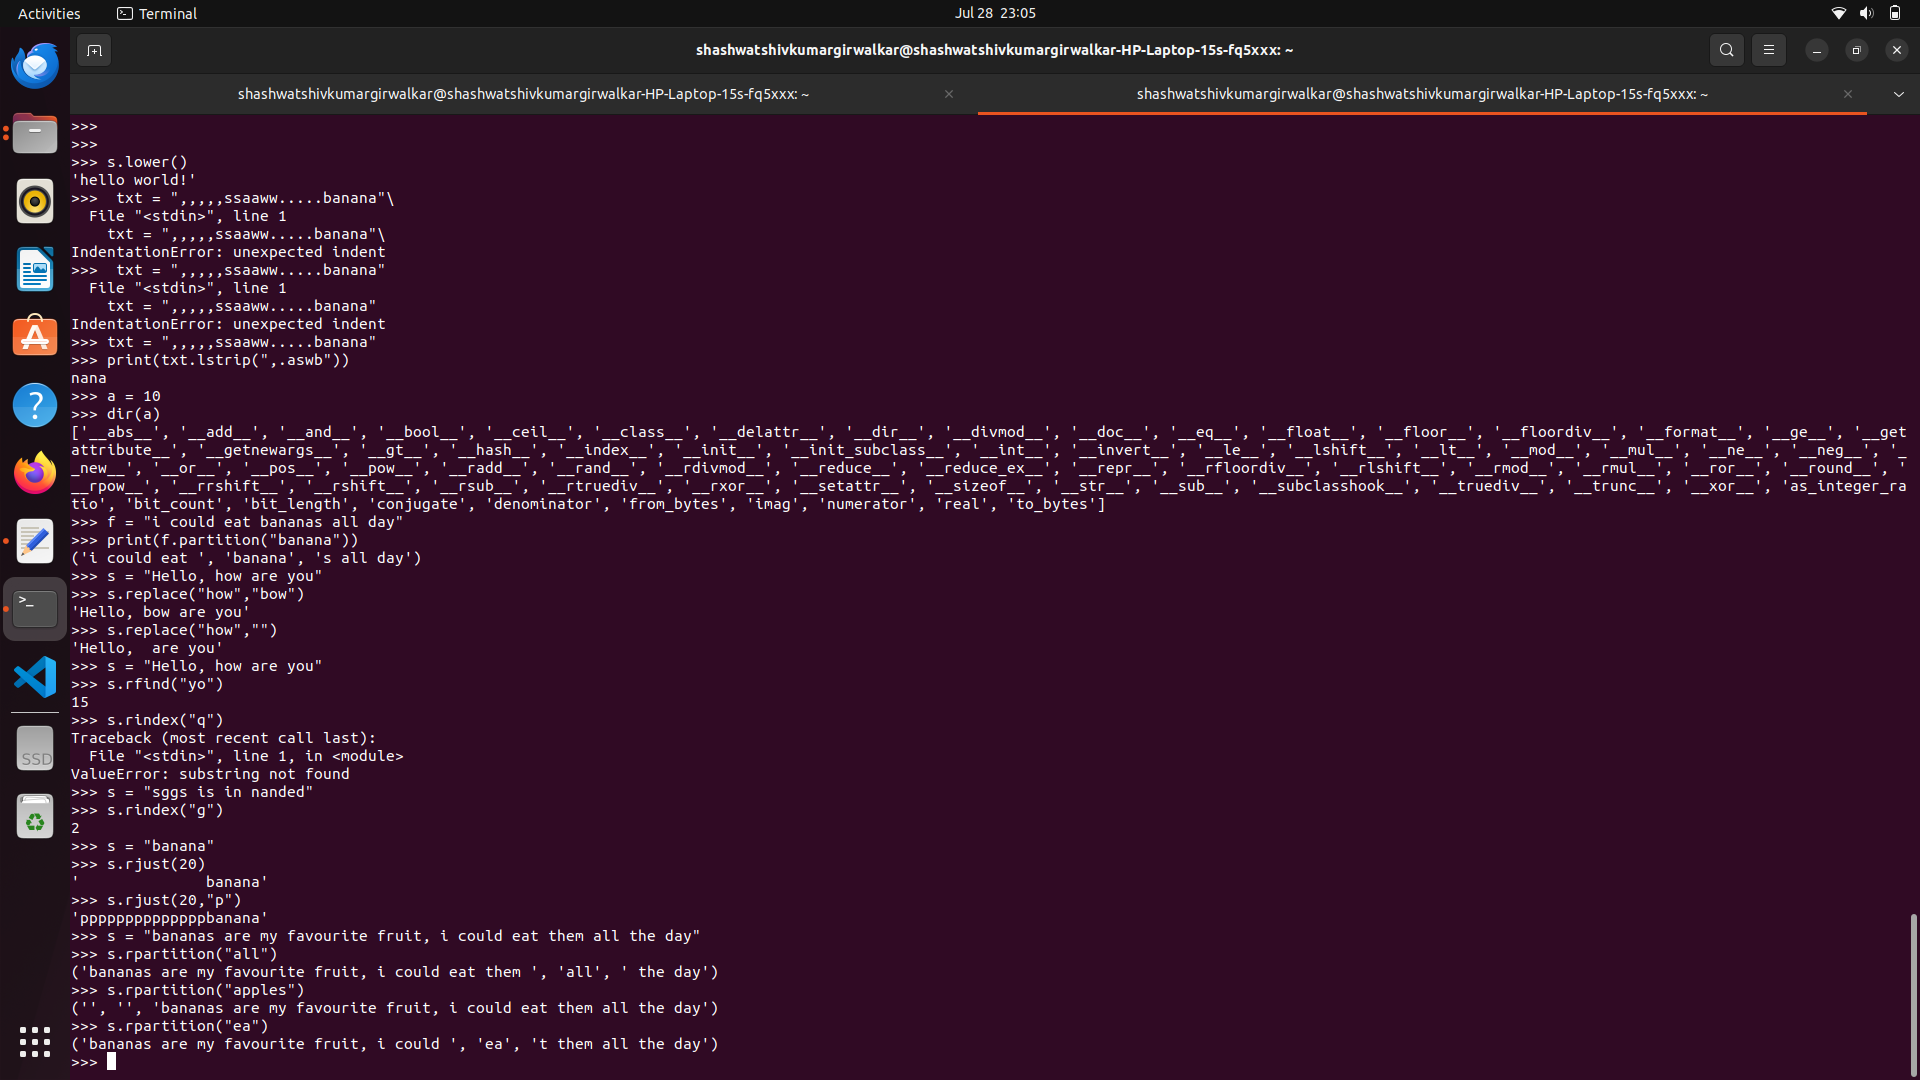 Activities
Terminal
Jul 28 23:05
shashwatshivkumargirwalkar@shashwatshivkumargirwalkar-HP-Laptop-15s-fq5xxx: ~
shashwatshivkumargirwalkar@shashwatshivkumargirwalkar-HP-Laptop-15s-fq5xxx: ~
shashwatshivkumargirwalkar@shashwatshivkumargirwalkar-HP-Laptop-15s-fq5xxx: ~
>>>
>>>
>>> s.lower()
'hello world!'
>>>  txt = ",,,,,ssaaww.....banana"\
  File "<stdin>", line 1
    txt = ",,,,,ssaaww.....banana"\
IndentationError: unexpected indent
>>>  txt = ",,,,,ssaaww.....banana"
  File "<stdin>", line 1
    txt = ",,,,,ssaaww.....banana"
IndentationError: unexpected indent
>>> txt = ",,,,,ssaaww.....banana"
>>> print(txt.lstrip(",.aswb"))
nana
>>> a = 10
>>> dir(a)
['__abs__', '__add__', '__and__', '__bool__', '__ceil__', '__class__', '__delattr__', '__dir__', '__divmod__', '__doc__', '__eq__', '__float__', '__floor__', '__floordiv__', '__format__', '__ge__', '__get
attribute__', '__getnewargs__', '__gt__', '__hash__', '__index__', '__init__', '__init_subclass__', '__int__', '__invert__', '__le__', '__lshift__', '__lt__', '__mod__', '__mul__', '__ne__', '__neg__', '_
_new__', '__or__', '__pos__', '__pow__', '__radd__', '__rand__', '__rdivmod__', '__reduce__', '__reduce_ex__', '__repr__', '__rfloordiv__', '__rlshift__', '__rmod__', '__rmul__', '__ror__', '__round__', '
__rpow__', '__rrshift__', '__rshift__', '__rsub__', '__rtruediv__', '__rxor__', '__setattr__', '__sizeof__', '__str__', '__sub__', '__subclasshook__', '__truediv__', '__trunc__', '__xor__', 'as_integer_ra
tio', 'bit_count', 'bit_length', 'conjugate', 'denominator', 'from_bytes', 'imag', 'numerator', 'real', 'to_bytes']
>>> f = "i could eat bananas all day"
>>> print(f.partition("banana"))
('i could eat ', 'banana', 's all day')
>>> s = "Hello, how are you"
>>> s.replace("how","bow")
'Hello, bow are you'
>>> s.replace("how","")
'Hello,  are you'
>>> s = "Hello, how are you"
>>> s.rfind("yo")
15
>>> s.rindex("q")
Traceback (most recent call last):
  File "<stdin>", line 1, in <module>
ValueError: substring not found
>>> s = "sggs is in nanded"
>>> s.rindex("g")
2
>>> s = "banana"
>>> s.rjust(20)
'              banana'
>>> s.rjust(20,"p")
'ppppppppppppppbanana'
>>> s = "bananas are my favourite fruit, i could eat them all the day"
>>> s.rpartition("all")
('bananas are my favourite fruit, i could eat them ', 'all', ' the day')
>>> s.rpartition("apples")
('', '', 'bananas are my favourite fruit, i could eat them all the day')
>>> s.rpartition("ea")
('bananas are my favourite fruit, i could ', 'ea', 't them all the day')
>>>
SSD